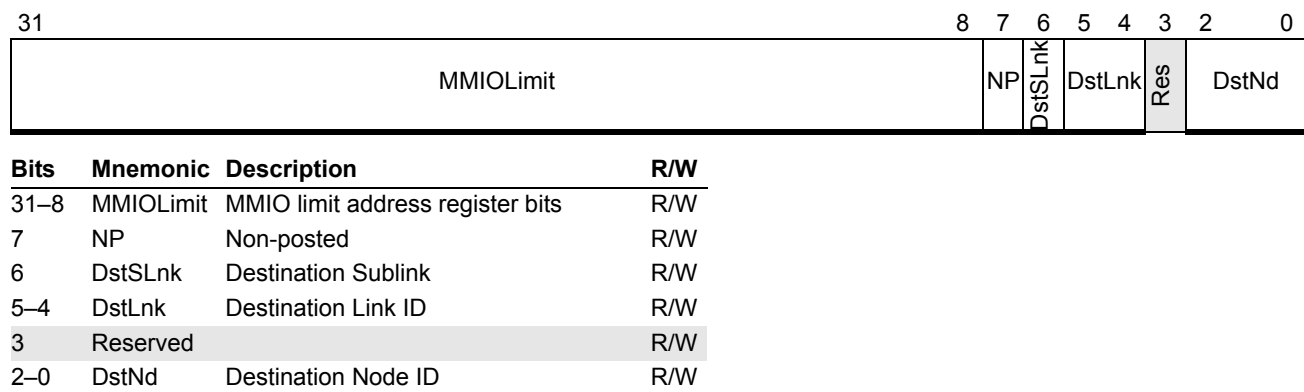 31 8 7 6 5 4 3 2 0
MMIOLimit NP DstSLnk DstLnk Res DstNd
Bits Mnemonic Description R/W
31–8 MMIOLimit MMIO limit address register bits R/W
7 NP Non-posted R/W
6 DstSLnk Destination Sublink R/W
5–4 DstLnk Destination Link ID R/W
3 Reserved R/W
2–0 DstNd Destination Node ID R/W